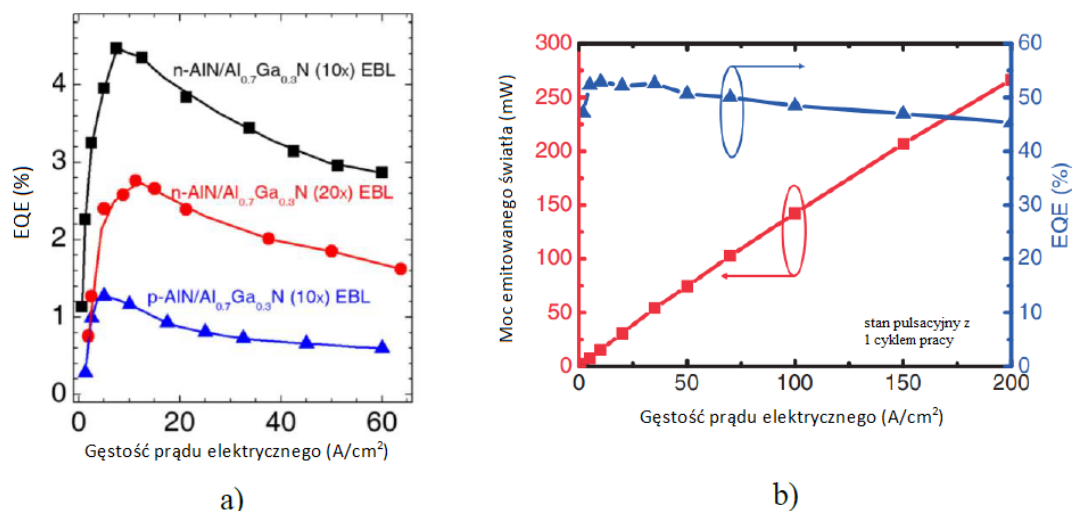 EQE (%)
4
3
2
1
0
n-AlN/Al0.7Ga0.3N (10x) EBL
n-AlN/Al0.7Ga0.3N (20x) EBL
p-AlN/Al0.7Ga0.3N (10x) EBL
0 20 40 60
Gęstość prądu elektrycznego (A/cm²)
a)
Moc emitowanego światła (mW)
300
250
200
150
100
50
0
stan pulsacyjny z
1 cyklem pracy
60
50
40
30
20
10
0
EQE (%)
0 50 100 150 200
Gęstość prądu elektrycznego (A/cm²)
b)